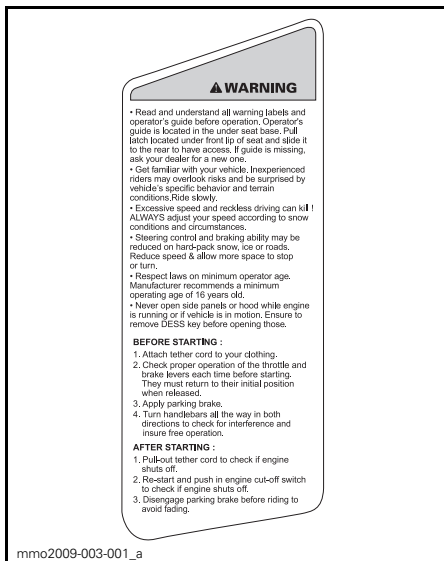 WARNING
• Read and understand all warning labels and
operator's guide before operation. Operator's
guide is located in the under seat base. Pull
latch located under front lip of seat and slide it
to the rear to have access. If guide is missing,
ask your dealer for a new one.
• Get familiar with your vehicle. Inexperienced
riders may overlook risks and be surprised by
vehicle's specific behavior and terrain
conditions.Ride slowly.
• Excessive speed and reckless driving can kill !
ALWAYS adjust your speed according to snow
conditions and circumstances.
• Steering control and braking ability may be
reduced on hard-pack snow, ice or roads.
Reduce speed & allow more space to stop
or turn.
• Respect laws on minimum operator age.
Manufacturer recommends a minimum
operating age of 16 years old.
• Never open side panels or hood while engine
is running or if vehicle is in motion. Ensure to
remove DESS key before opening those.
BEFORE STARTING :
1. Attach tether cord to your clothing.
2. Check proper operation of the throttle and
brake levers each time before starting.
They must return to their initial position
when released.
3. Apply parking brake.
4. Turn handlebars all the way in both
directions to check for interference and
insure free operation.
AFTER STARTING :
1. Pull-out tether cord to check if engine
shuts off.
2. Re-start and push in engine cut-off switch
to check if engine shuts off.
3. Disengage parking brake before riding to
avoid fading.
mmo2009-003-001_a